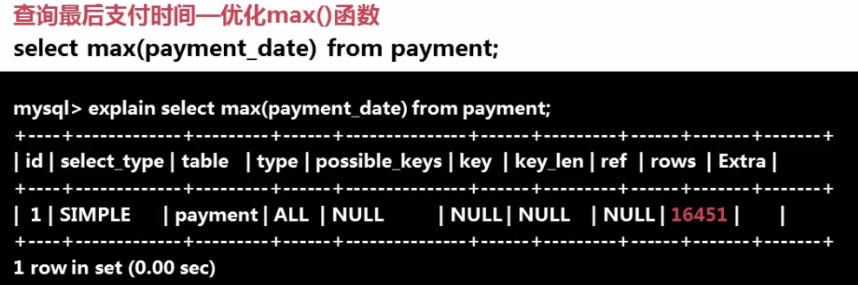 查询最后支付时间—优化max()函数
select max(payment_date) from payment;
mysql> explain select max(payment_date) from payment;
+----+-------------+---------+------+---------------+------+---------+------+-------+-------+
| id | select_type | table | type | possible_keys | key | key_len | ref | rows | Extra |
+----+-------------+---------+------+---------------+------+---------+------+-------+-------+
| 1 | SIMPLE | payment | ALL | NULL | NULL | NULL | NULL | 16451 | |
+----+-------------+---------+------+---------------+------+---------+------+-------+-------+
1 row in set (0.00 sec)